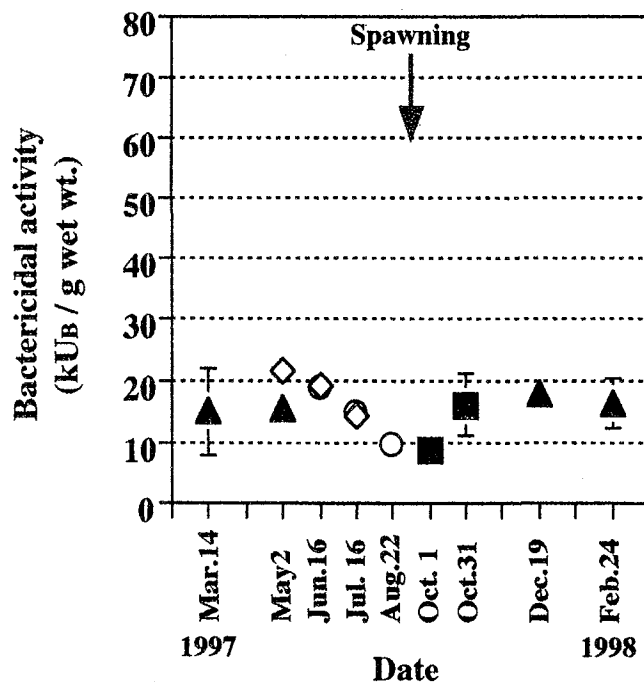 80
70
60
50
40
30
20
10
0
Spawning
Bactericidal activity
(kUB / g wet wt.)
Mar.14
May2
Jun.16
Jul. 16
Aug.22
Oct. 1
Oct.31
Dec.19
Feb.24
1997
1998
Date